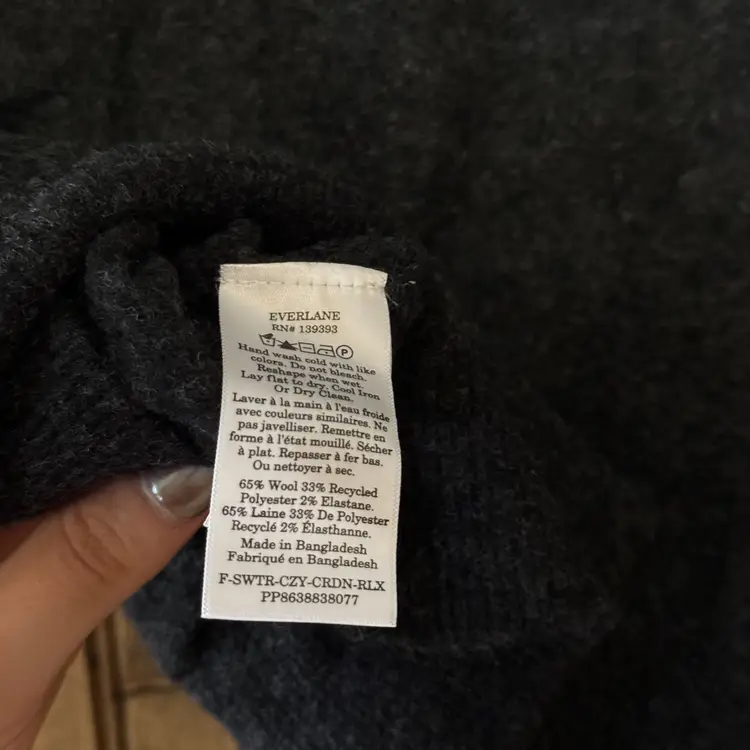 EVERLANE
RN# 139393
P
Hand wash cold with like
colors. Do not bleach.
Reshape when wet.
Lay flat to dry. Cool Iron
Or Dry Clean.
Laver à la main à l'eau froide
avec couleurs similaires. Ne
pas javelliser. Remettre en
forme à l'état mouillé. Sécher
à plat. Repasser à fer bas.
Ou nettoyer à sec.
65% Wool 33% Recycled
Polyester 2% Elastane.
65% Laine 33% De Polyester
Recyclé 2% Élasthanne.
Made in Bangladesh
Fabriqué en Bangladesh
F-SWTR-CZY-CRDN-RLX
PP8638838077